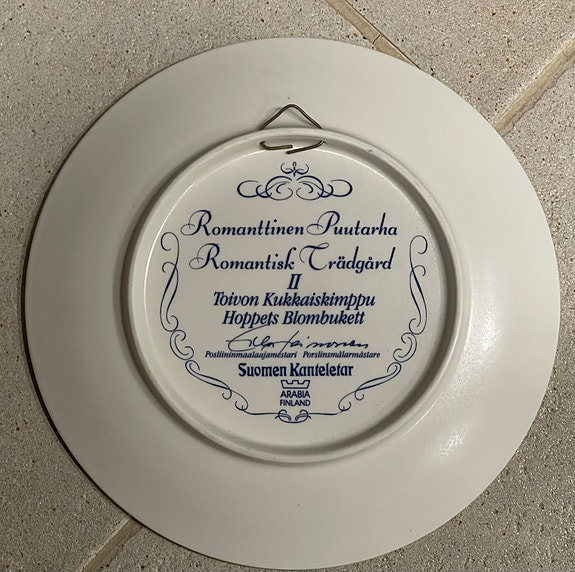 Romanttinen Puutarha
Romantisk Trädgård
II
Toivon Kukkaiskimppu
Hoppets Blombukett
Posliininmaalaajamestari Porslinsmålarmästare
Suomen Kanteletar
ARABIA
FINLAND